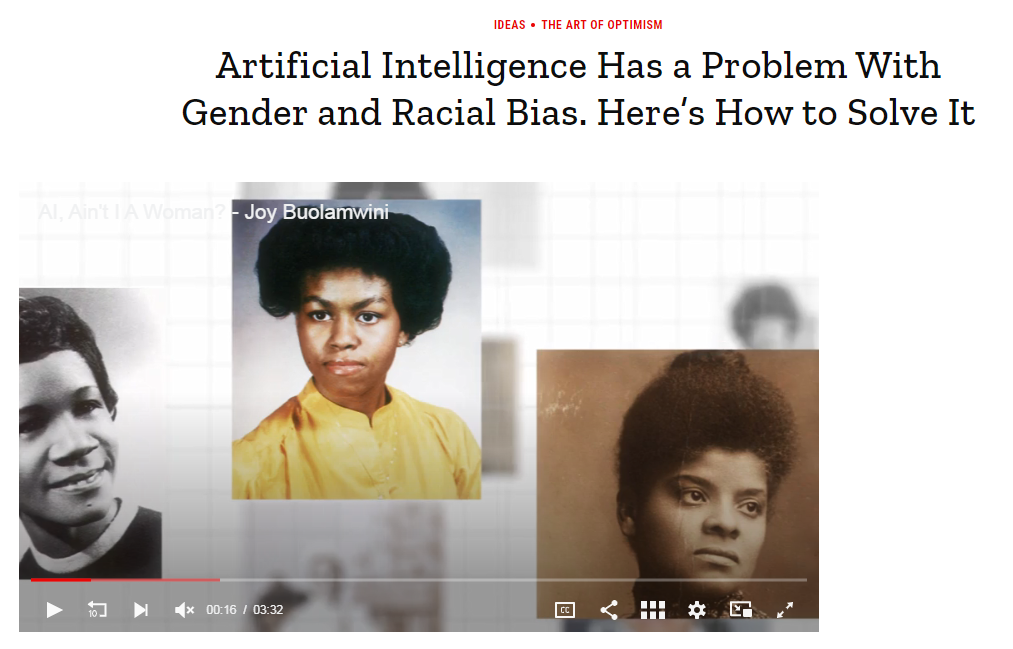 IDEAS • THE ART OF OPTIMISM
Artificial Intelligence Has a Problem With
Gender and Racial Bias. Here’s How to Solve It
AI, Ain't I A Woman? - Joy Buolamwini
10
00:16 / 03:32
CC